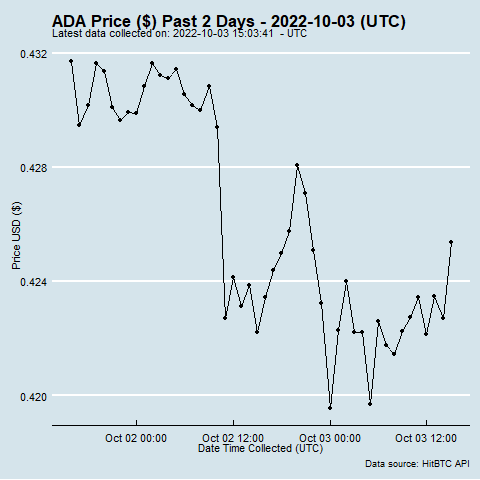 ADA Price ($) Past 2 Days - 2022-10-03 (UTC)
Latest data collected on: 2022-10-03 15:03:41 - UTC
0.432
0.428
0.424
0.420
Price USD ($)
Oct 02 00:00 Oct 02 12:00 Oct 03 00:00 Oct 03 12:00
Date Time Collected (UTC)
Data source: HitBTC API